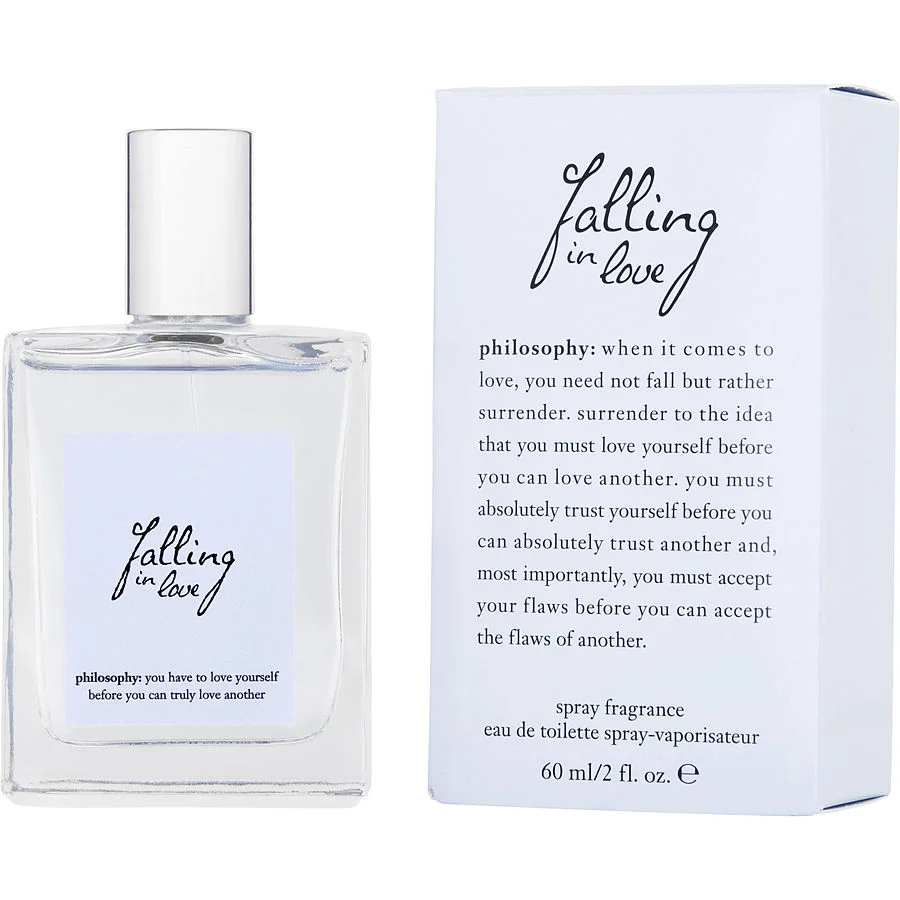 falling
in love
philosophy: you have to love yourself
before you can truly love another
falling
in love
philosophy: when it comes to
love, you need not fall but rather
surrender. surrender to the idea
that you must love yourself before
you can love another. you must
absolutely trust yourself before you
can absolutely trust another and,
most importantly, you must accept
your flaws before you can accept
the flaws of another.
spray fragrance
eau de toilette spray-vaporisateur
60 ml/2 fl. oz. ℮